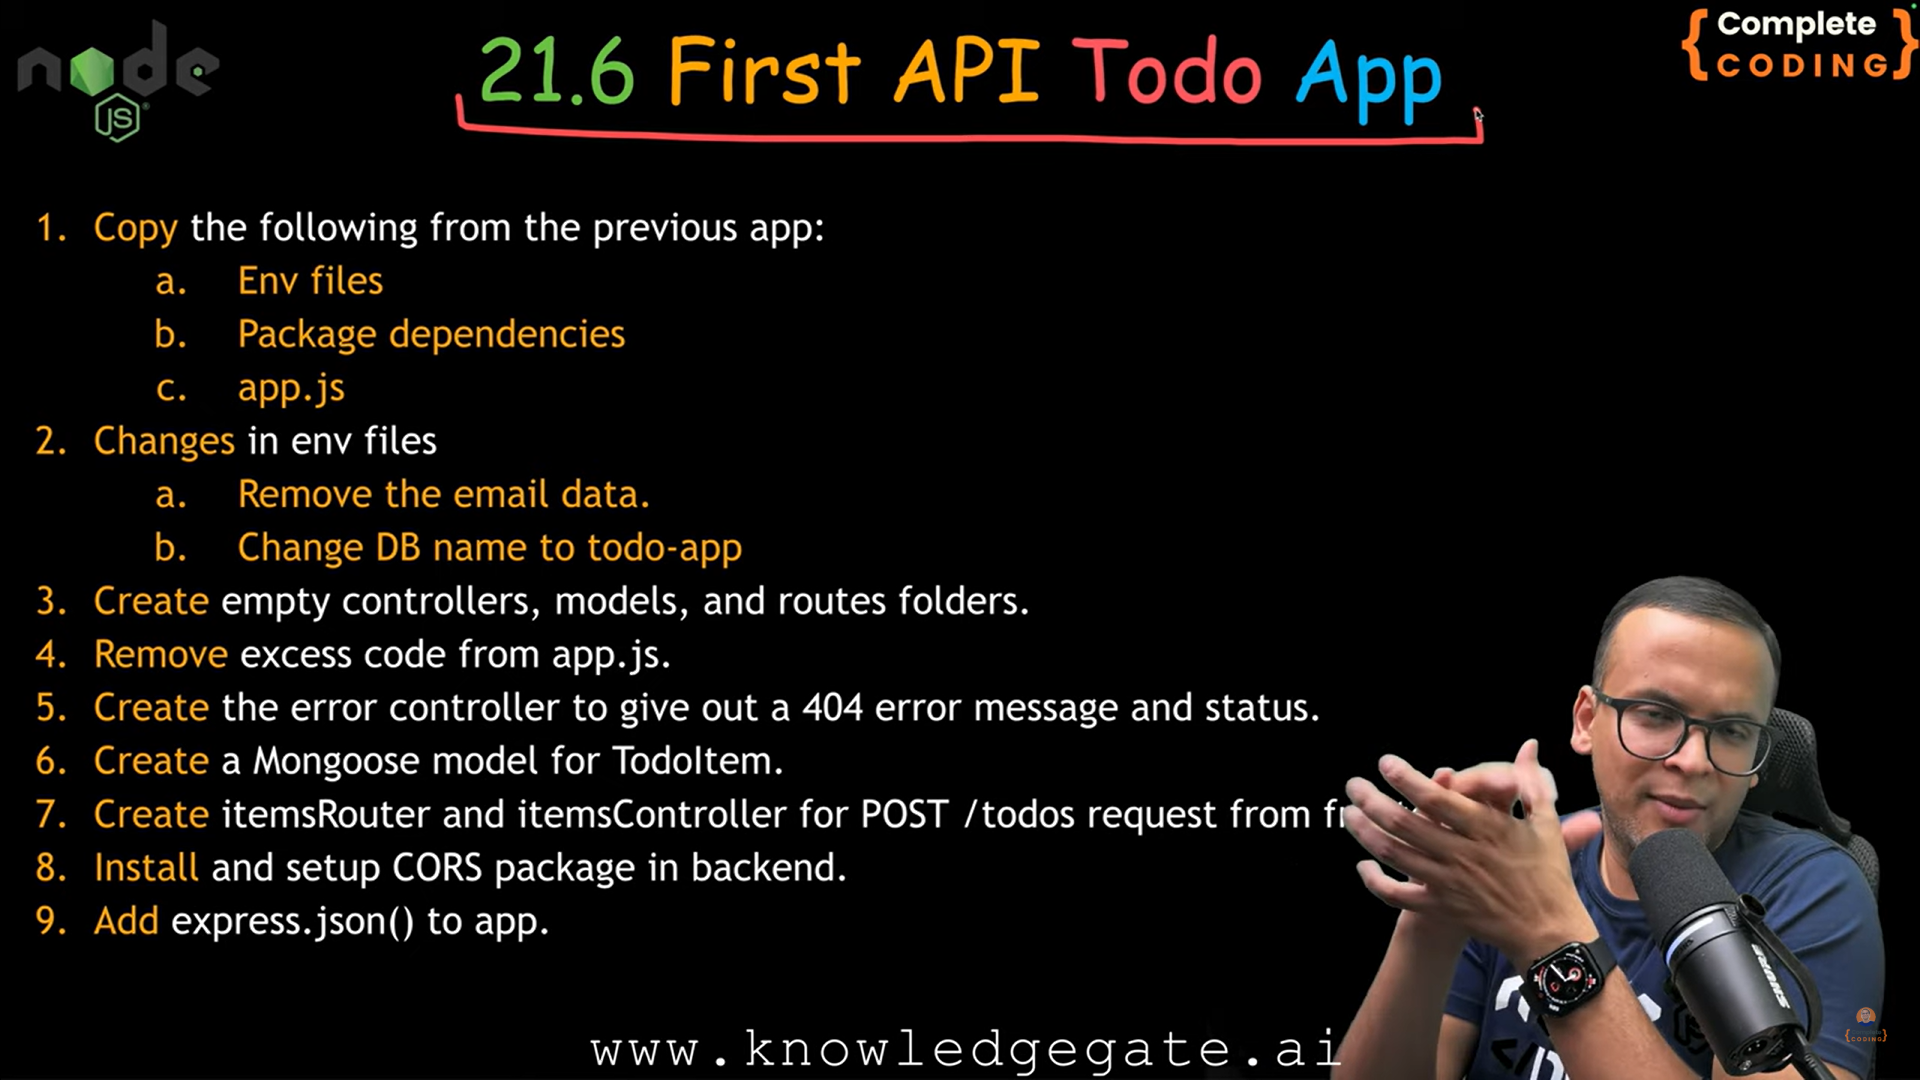 node
JS
21.6 First API Todo App
{ Complete
CODING }
1. Copy the following from the previous app:
a. Env files
b. Package dependencies
c. app.js
2. Changes in env files
a. Remove the email data.
b. Change DB name to todo-app
3. Create empty controllers, models, and routes folders.
4. Remove excess code from app.js.
5. Create the error controller to give out a 404 error message and status.
6. Create a Mongoose model for TodoItem.
7. Create itemsRouter and itemsController for POST /todos request from
8. Install and setup CORS package in backend.
9. Add express.json() to app.
SHURE
www.knowledgegate.ai
{CODING}